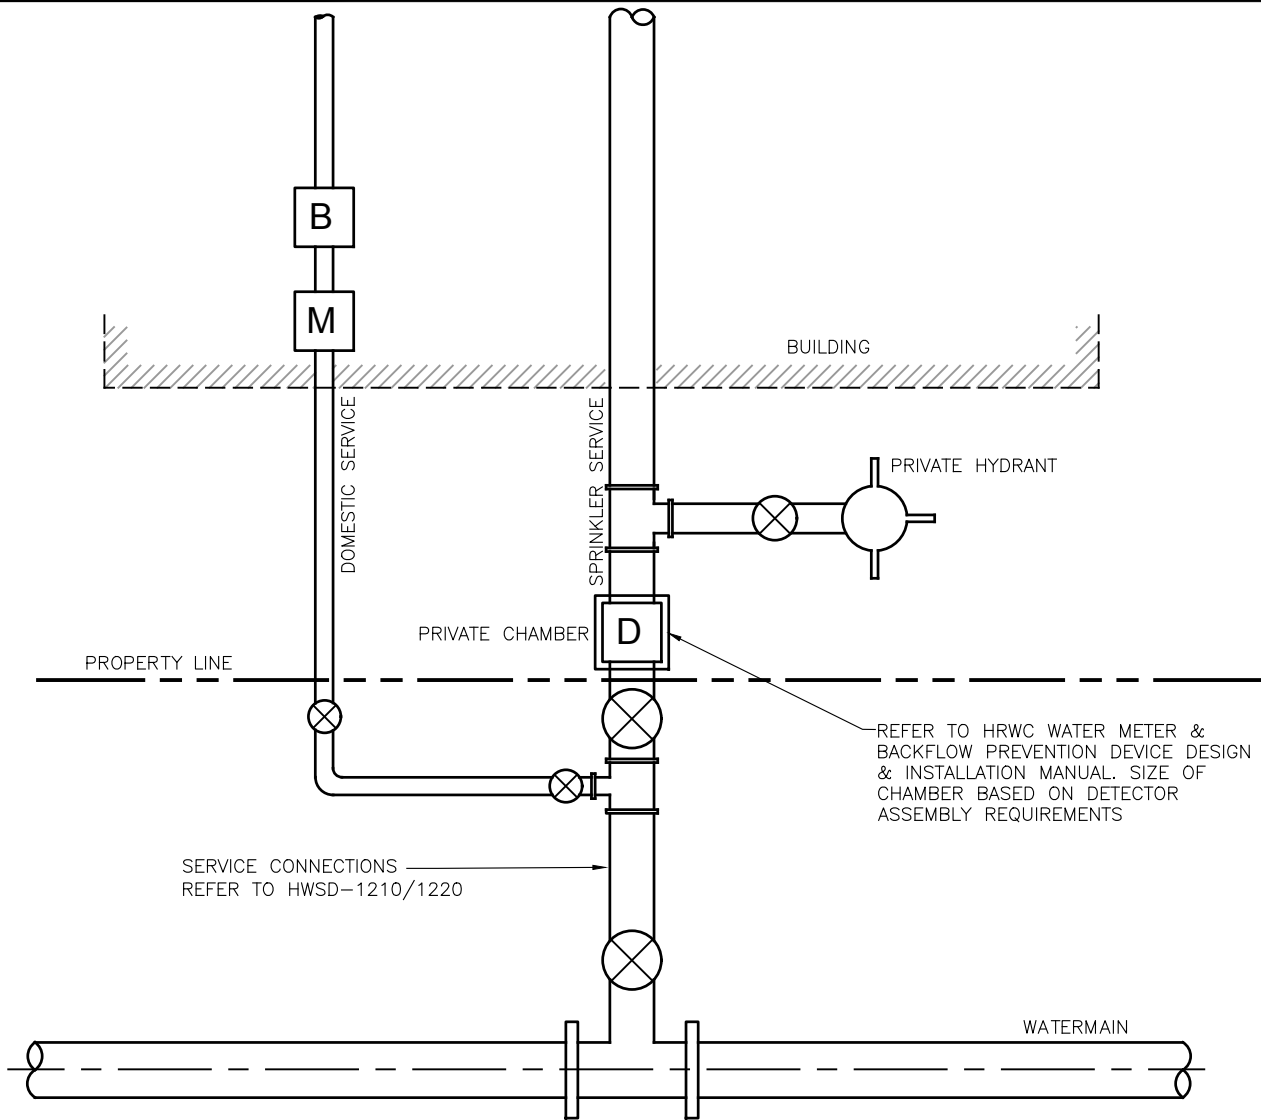 B
M
BUILDING
DOMESTIC SERVICE
SPRINKLER SERVICE
PRIVATE HYDRANT
PRIVATE CHAMBER
D
PROPERTY LINE
REFER TO HRWC WATER METER &
BACKFLOW PREVENTION DEVICE DESIGN
& INSTALLATION MANUAL. SIZE OF
CHAMBER BASED ON DETECTOR
ASSEMBLY REQUIREMENTS
SERVICE CONNECTIONS
REFER TO HWSD-1210/1220
WATERMAIN